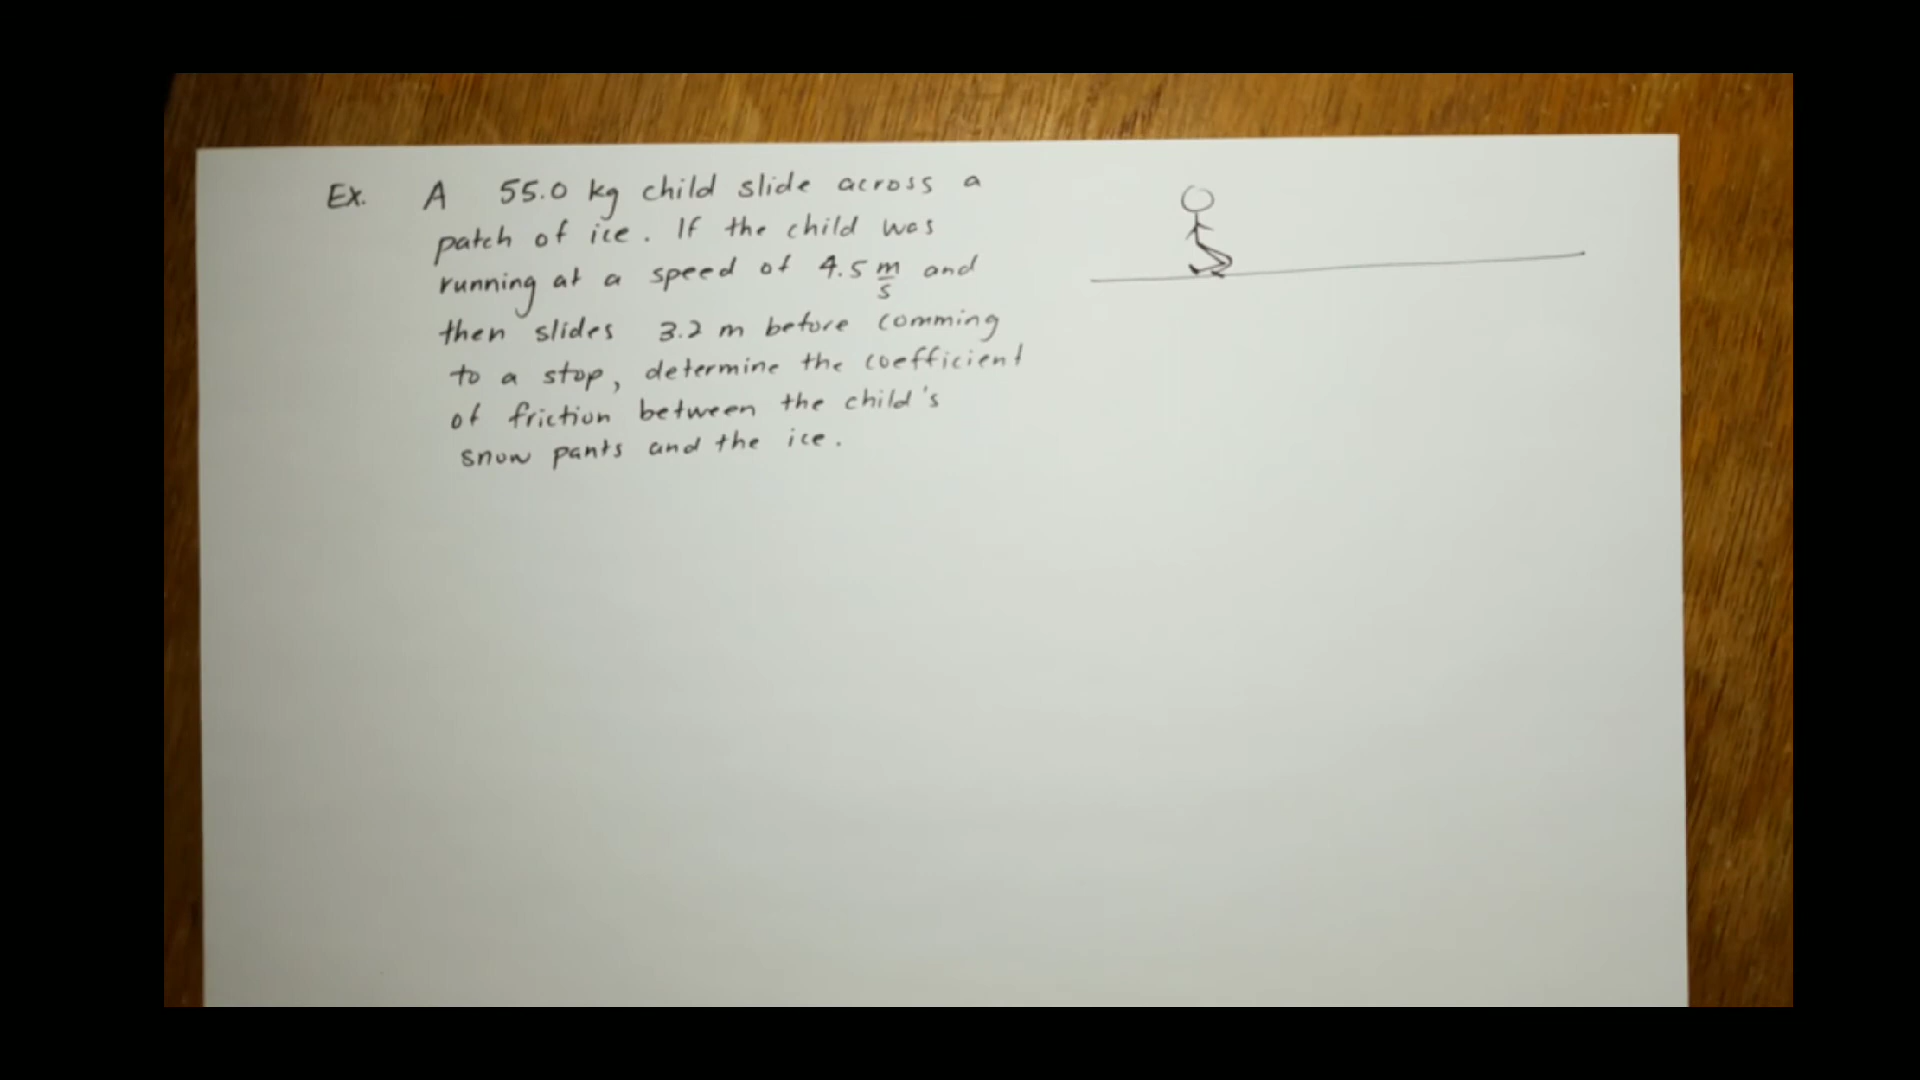 Ex. A 55.0 kg child slide across a
patch of ice. If the child was
running at a speed of 4.5 m/s and
then slides 3.2 m before comming
to a stop, determine the coefficient
of friction between the child's
snow pants and the ice.